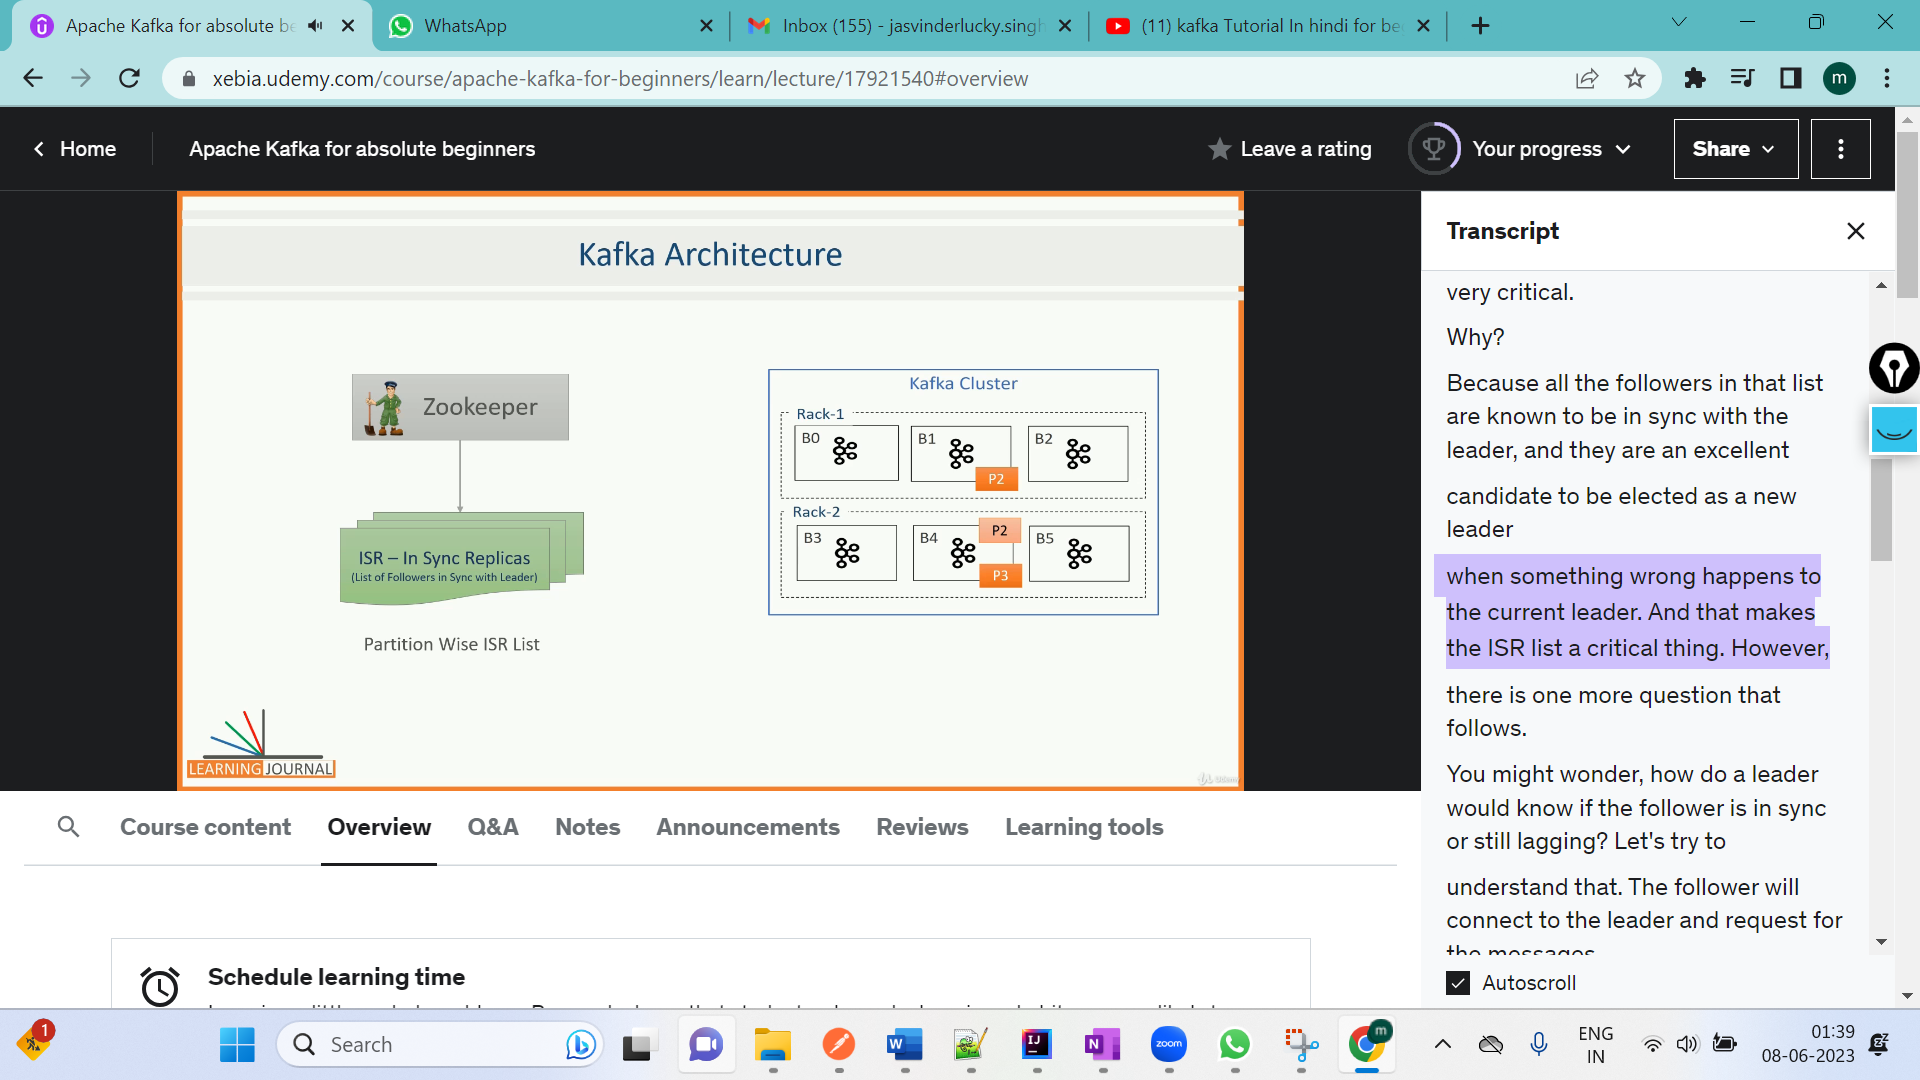 Apache Kafka for absolute be
WhatsApp
Inbox (155) - jasvinderlucky.singh
(11) kafka Tutorial In hindi for be
xebia.udemy.com/course/apache-kafka-for-beginners/learn/lecture/17921540#overview
m
Home
Apache Kafka for absolute beginners
Leave a rating
Your progress
Share
Kafka Architecture
Zookeeper
ISR – In Sync Replicas
(List of Followers in Sync with Leader)
Partition Wise ISR List
Kafka Cluster
Rack-1
B0
B1
B2
P2
Rack-2
B3
B4
P2
B5
P3
LEARNING JOURNAL
Transcript
very critical.
Why?
Because all the followers in that list
are known to be in sync with the
leader, and they are an excellent
candidate to be elected as a new
leader
when something wrong happens to
the current leader. And that makes
the ISR list a critical thing. However,
there is one more question that
follows.
You might wonder, how do a leader
would know if the follower is in sync
or still lagging? Let's try to
understand that. The follower will
connect to the leader and request for
the messages
Autoscroll
Course content
Overview
Q&A
Notes
Announcements
Reviews
Learning tools
Schedule learning time
1
Search
W
IJ
N
zoom
m
ENG
IN
01:39
08-06-2023